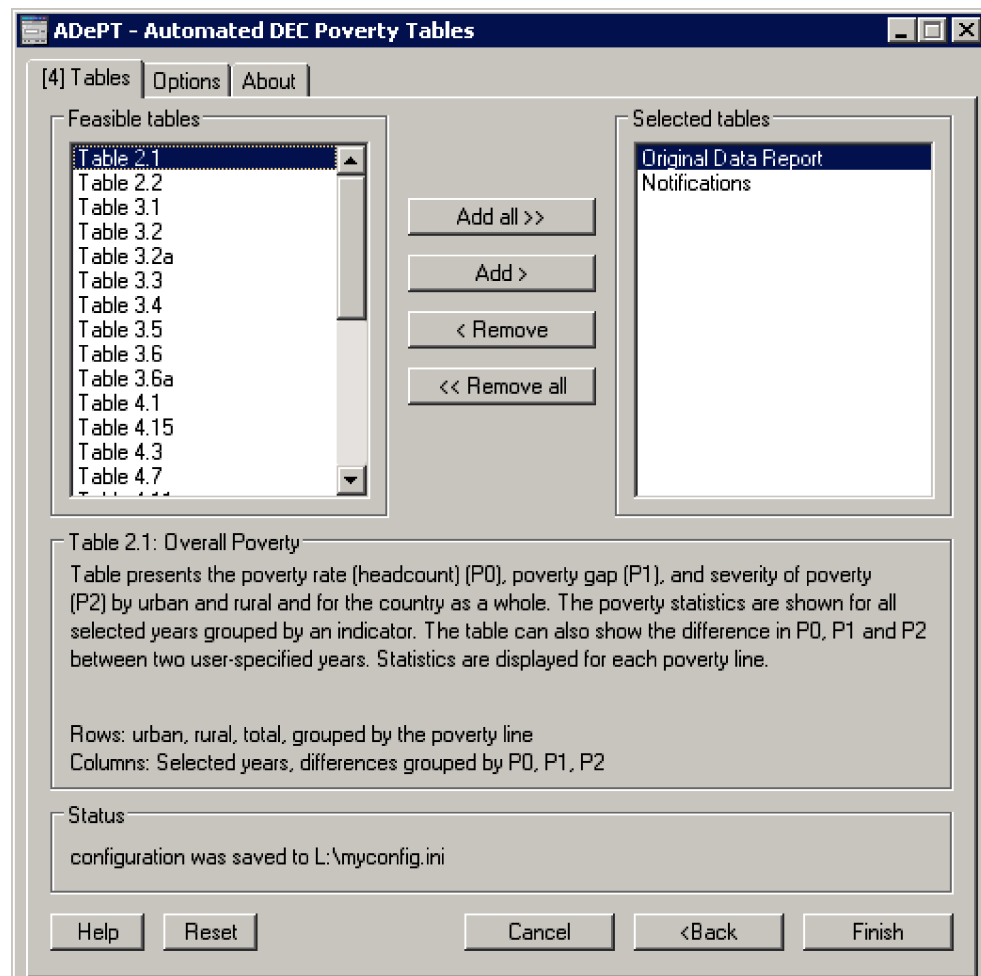 ADePT - Automated DEC Poverty Tables
[4] Tables
Options
About
Feasible tables
Table 2.1
Table 2.2
Table 3.1
Table 3.2
Table 3.2a
Table 3.3
Table 3.4
Table 3.5
Table 3.6
Table 3.6a
Table 4.1
Table 4.15
Table 4.3
Table 4.7
Add all >>
Add >
< Remove
<< Remove all
Selected tables
Original Data Report
Notifications
Table 2.1: Overall Poverty
Table presents the poverty rate (headcount) (P0), poverty gap (P1), and severity of poverty
(P2) by urban and rural and for the country as a whole. The poverty statistics are shown for all
selected years grouped by an indicator. The table can also show the difference in P0, P1 and P2
between two user-specified years. Statistics are displayed for each poverty line.
Rows: urban, rural, total, grouped by the poverty line
Columns: Selected years, differences grouped by P0, P1, P2
Status
configuration was saved to L:\myconfig.ini
Help
Reset
Cancel
<Back
Finish